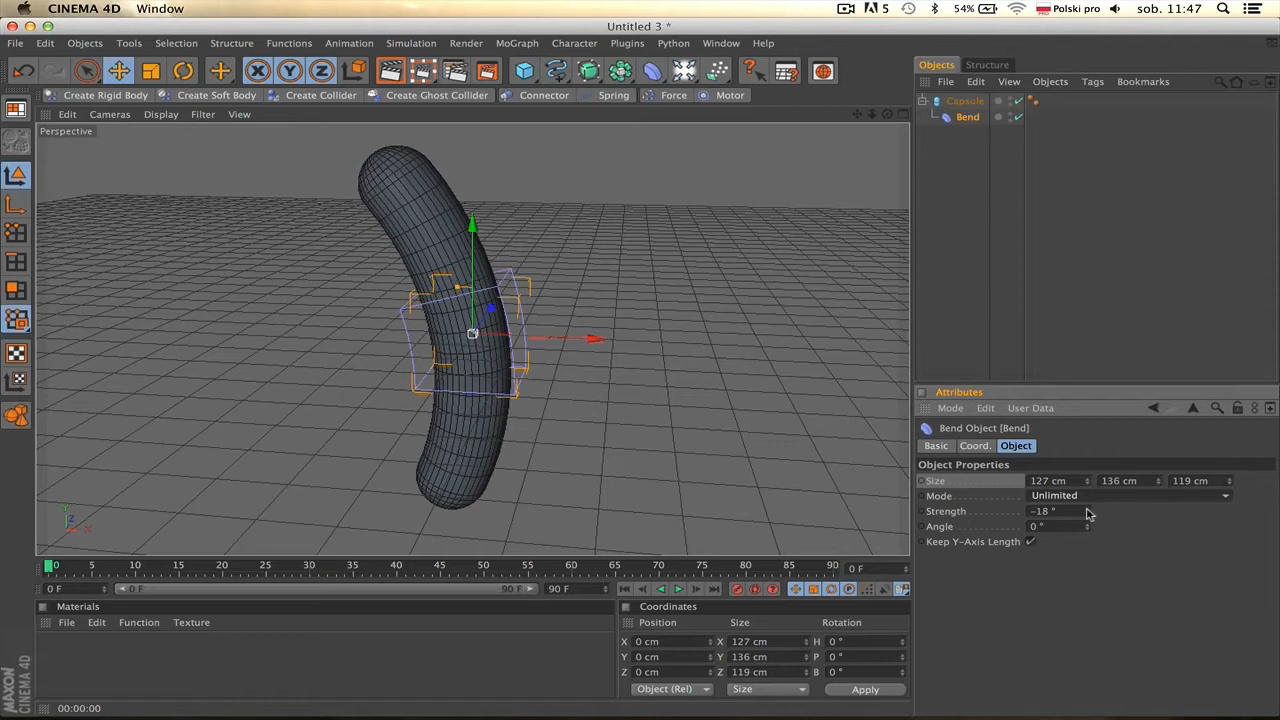 CINEMA 4D Window 5 54% Polski pro sob. 11:47
Untitled 3 *
File Edit Objects Tools Selection Structure Functions Animation Simulation Render MoGraph Character Plugins Python Window Help
Objects Structure
File Edit View Objects Tags Bookmarks
X Y Z
Create Rigid Body Create Soft Body Create Collider Create Ghost Collider Connector Spring Force Motor
Capsule
Bend
Edit Cameras Display Filter View
Perspective
Y
Z
X
Attributes
Mode Edit User Data
Bend Object [Bend]
Basic Coord. Object
Object Properties
Size 127 cm 136 cm 119 cm
Mode Unlimited
Strength -18 °
Angle 0 °
Keep Y-Axis Length
0 5 10 15 20 25 30 35 40 45 50 55 60 65 70 75 80 85 90 0 F
0 F 0 F 90 F 90 F
Materials
File Edit Function Texture
Coordinates
Position Size Rotation
X 0 cm X 127 cm H 0 °
Y 0 cm Y 136 cm P 0 °
Z 0 cm Z 119 cm B 0 °
Object (Rel) Size Apply
MAXON
CINEMA 4D
00:00:00